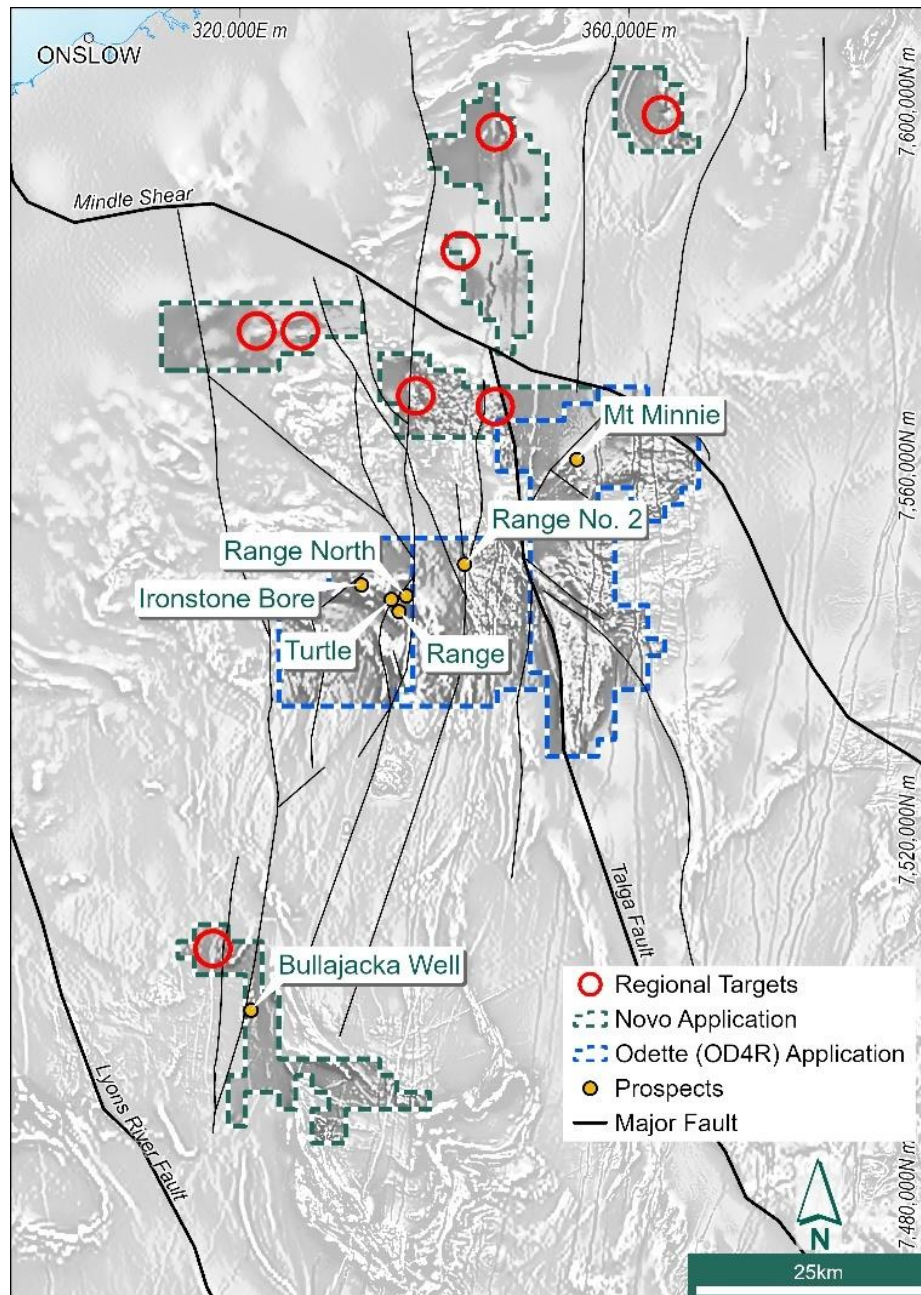 320,000E m
360,000E m
ONSLOW
7,600,000N m
Mindle Shear
Mt Minnie
7,560,000N m
Range No. 2
Range North
Ironstone Bore
Turtle
Range
7,520,000N m
Talga Fault
Bullajacka Well
Regional Targets
Novo Application
Odette (OD4R) Application
Prospects
Major Fault
Lyons River Fault
7,480,000N m
N
25km